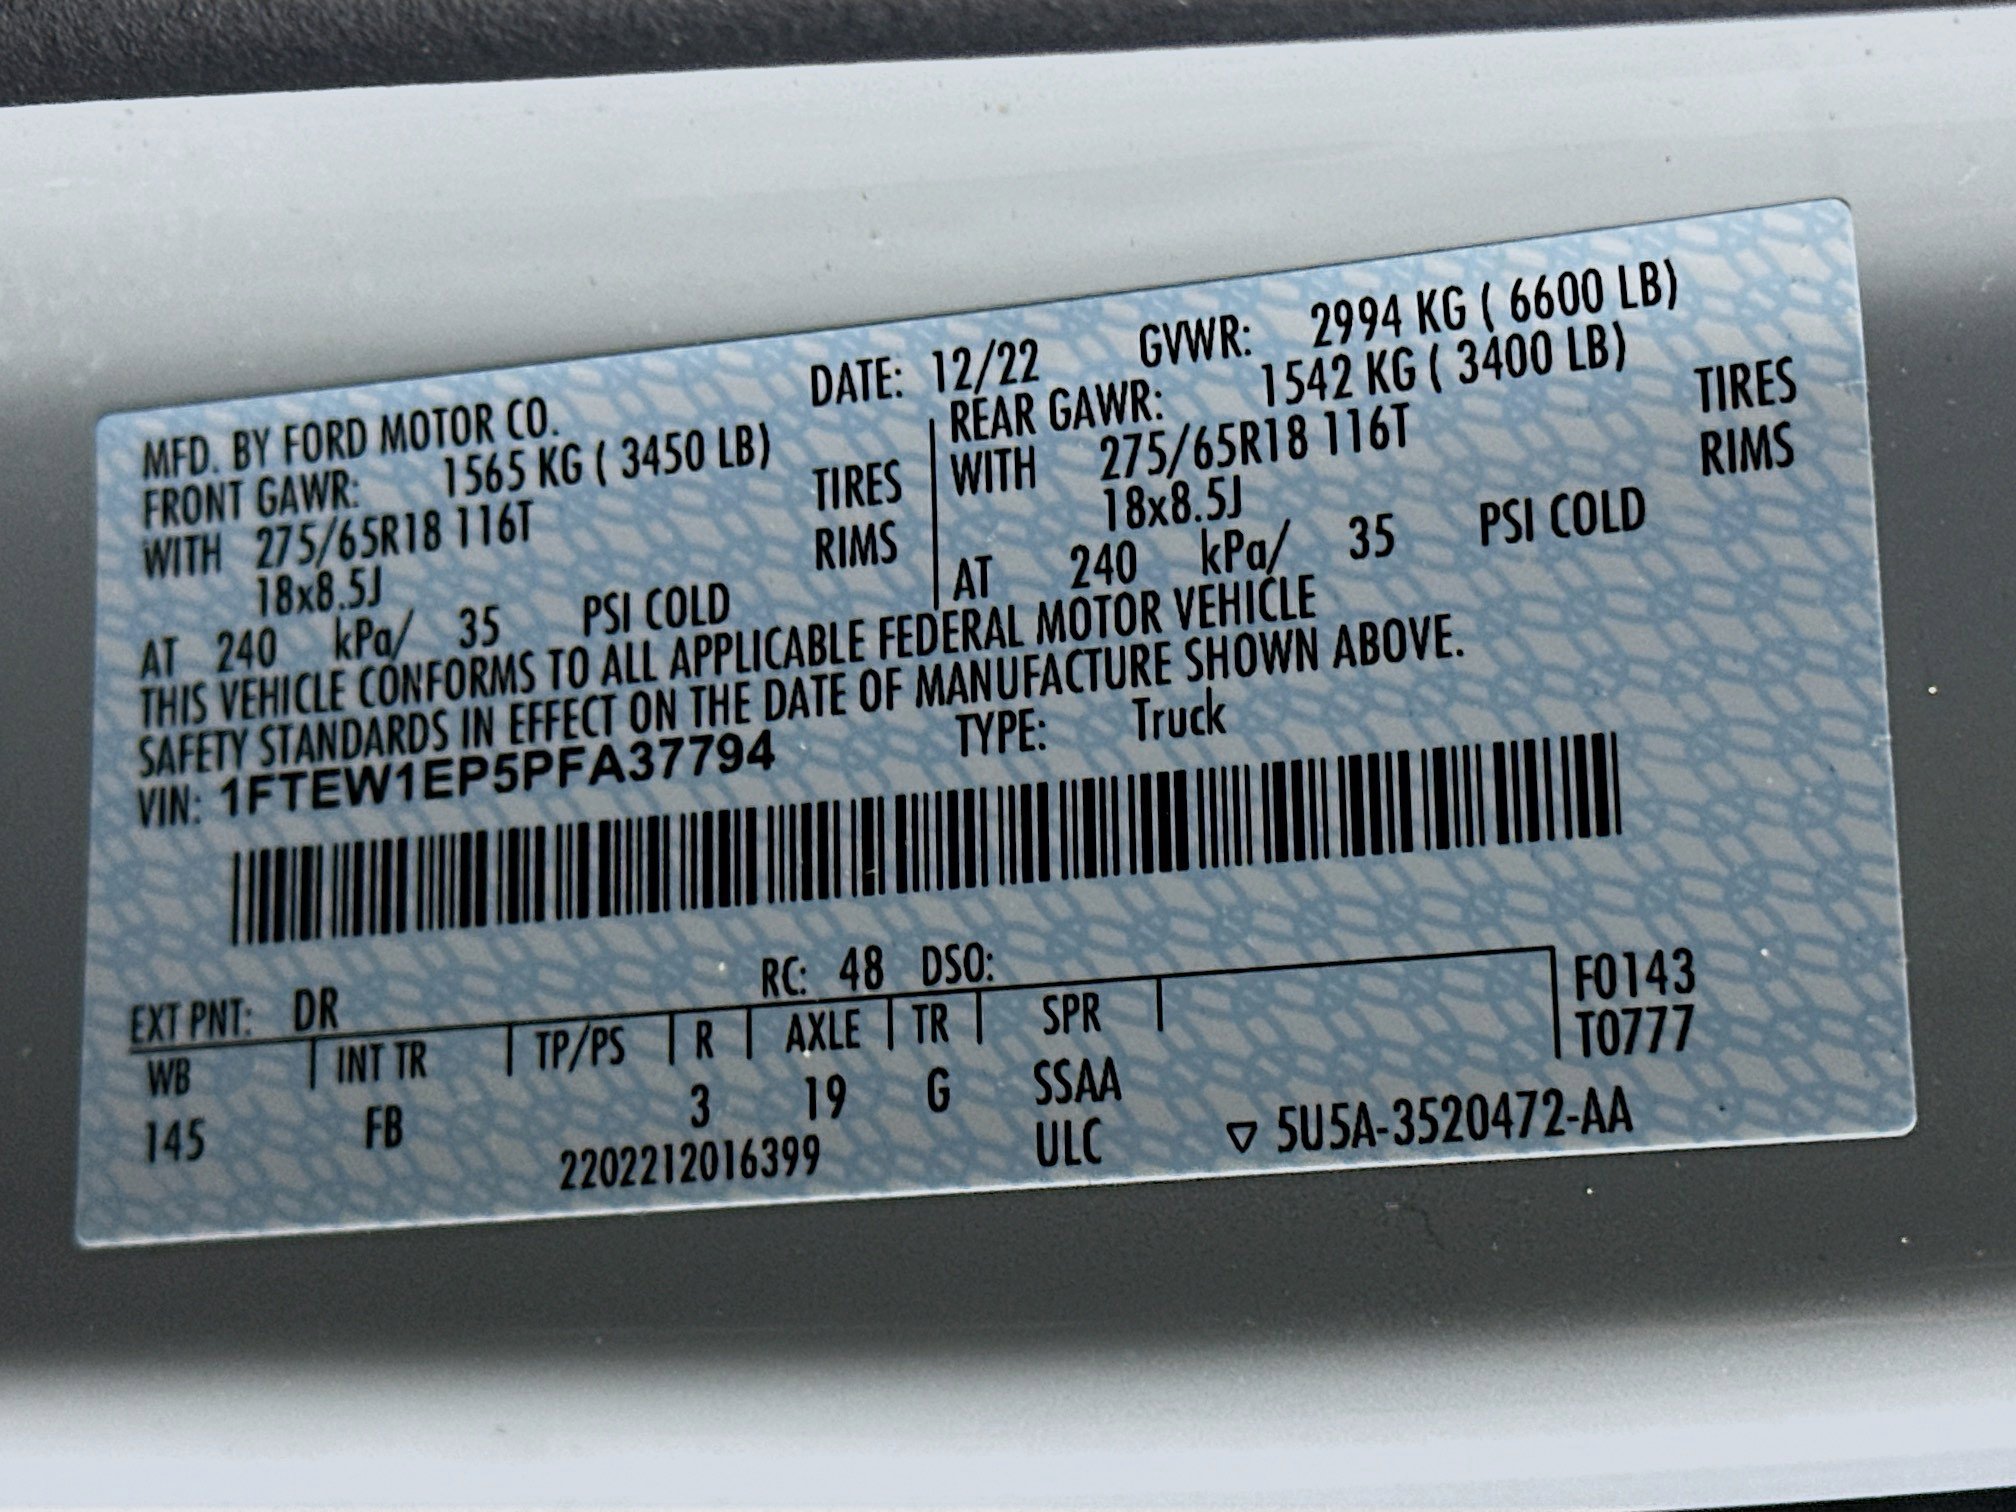 MFD. BY FORD MOTOR CO. DATE: 12/22 GVWR: 2994 KG ( 6600 LB)
FRONT GAWR: 1565 KG ( 3450 LB)
WITH 275/65R18 116T TIRES
18x8.5J RIMS
AT 240 kPa/ 35 PSI COLD
REAR GAWR: 1542 KG ( 3400 LB)
WITH 275/65R18 116T TIRES
18x8.5J RIMS
AT 240 kPa/ 35 PSI COLD
THIS VEHICLE CONFORMS TO ALL APPLICABLE FEDERAL MOTOR VEHICLE
SAFETY STANDARDS IN EFFECT ON THE DATE OF MANUFACTURE SHOWN ABOVE.
VIN: 1FTEW1EP5PFA37794 TYPE: Truck
EXT PNT: DR RC: 48 DSO: F0143
WB INT TR TP/PS R AXLE TR SPR T0777
145 FB 3 19 G SSAA
2202212016399 ULC ▽ 5U5A-3520472-AA